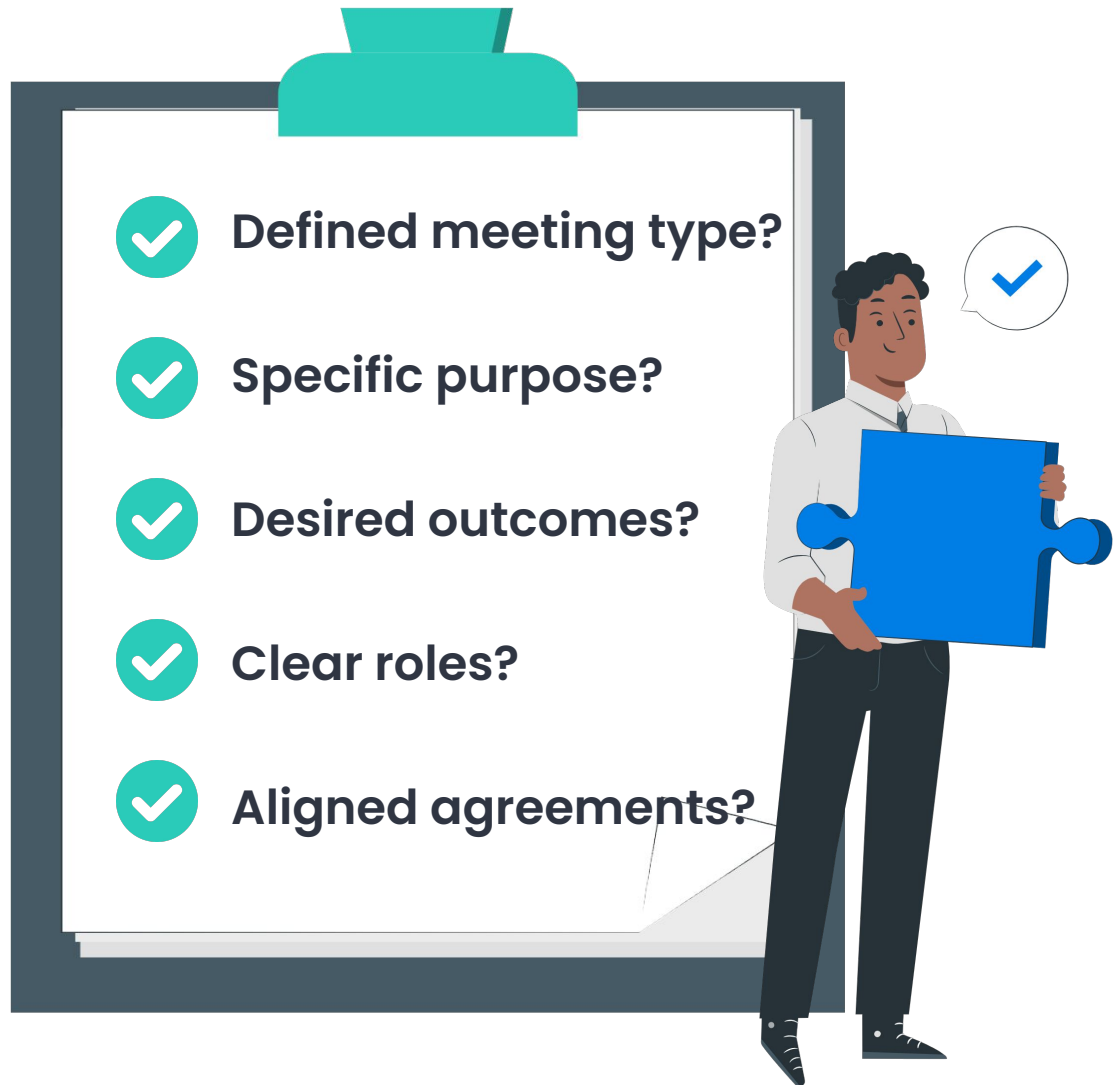 Defined meeting type?
Specific purpose?
Desired outcomes?
Clear roles?
Aligned agreements?